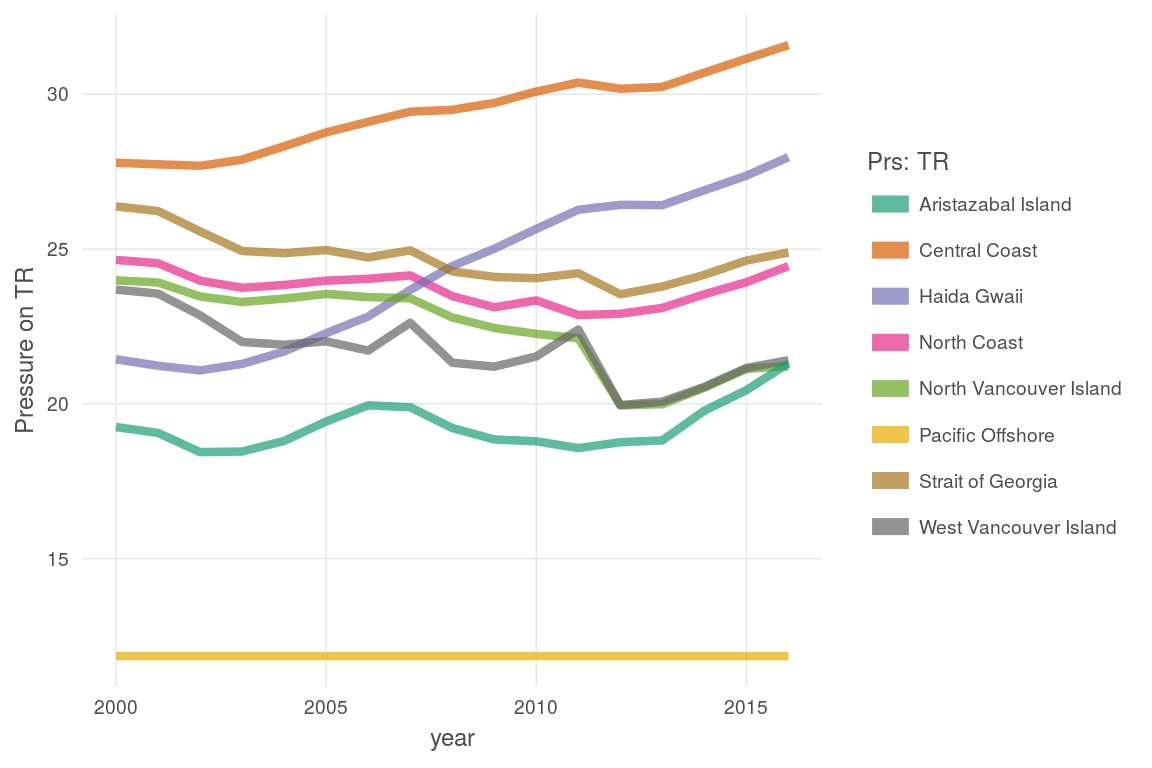 Pressure on TR
30
25
20
15
2000
2005
2010
2015
year
Prs: TR
Aristazabal Island
Central Coast
Haida Gwaii
North Coast
North Vancouver Island
Pacific Offshore
Strait of Georgia
West Vancouver Island